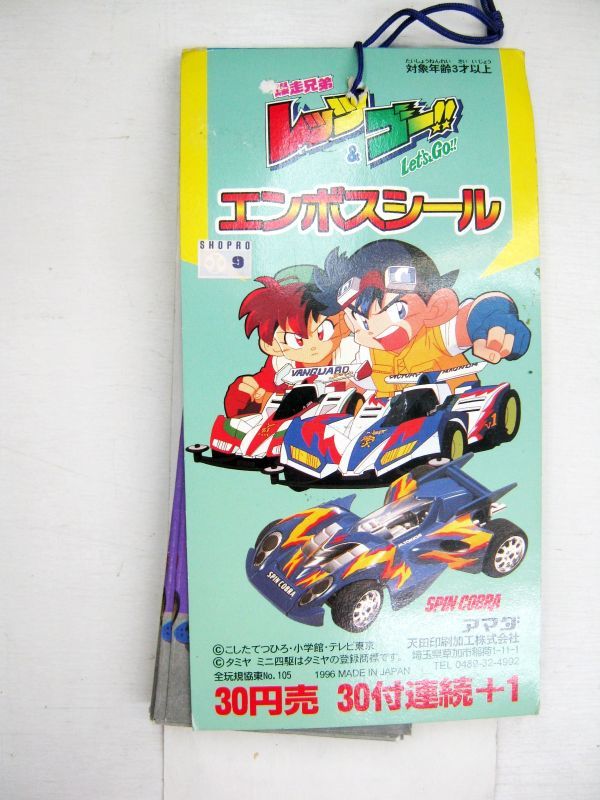 たいしょうねんれい さい いじょう
対象年齢3才以上
爆走兄弟
レッツ
&
ゴー!!
Let's&Go!!
エンボスシール
SHOPRO
9
VANGUARD
MAGNUM
SPIN COBRA
SPIN COBRA
アマダ
©こしたてつひろ・小学館・テレビ東京
天田印刷加工株式会社
©タミヤ ミニ四駆はタミヤの登録商標です。
埼玉県草加市稲荷1-11-1
全玩規協東No.105 1996 MADE IN JAPAN
TEL 0489-32-4992
30円売 30付連続+1